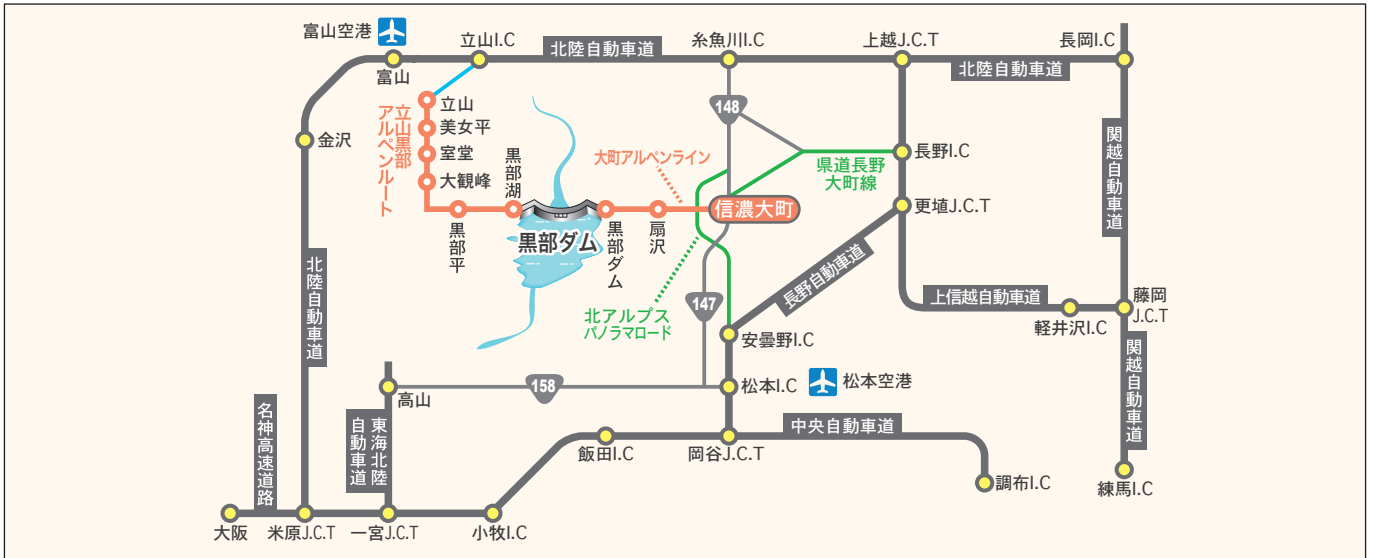 富山空港
立山I.C
北陸自動車道
糸魚川I.C
上越J.C.T
長岡I.C
富山
北陸自動車道
立山
美女平
室堂
大観峰
立山黒部
アルペンルート
金沢
148
黒部湖
大町アルペンライン
県道長野
大町線
長野I.C
関越自動車道
信濃大町
更埴J.C.T
黒部平
黒部ダム
黒部ダム
扇沢
北陸自動車道
長野自動車道
147
北アルプス
パノラマロード
上信越自動車道
軽井沢I.C
藤岡
J.C.T
安曇野I.C
関越自動車道
高山
158
松本I.C
松本空港
名神高速道路
東海北陸
自動車道
飯田I.C
岡谷J.C.T
中央自動車道
調布I.C
練馬I.C
大阪
米原J.C.T
一宮J.C.T
小牧I.C